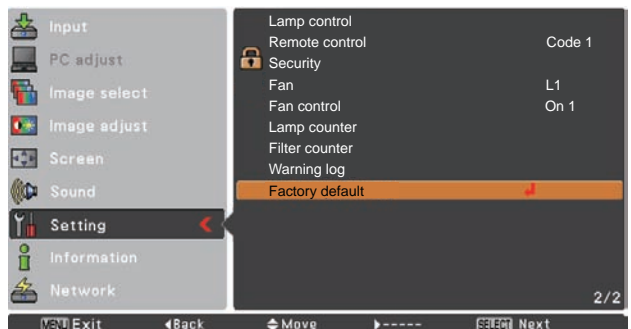 Input
PC adjust
Image select
Image adjust
Screen
Sound
Setting
Information
Network
Lamp control
Remote control Code 1
Security
Fan L1
Fan control On 1
Lamp counter
Filter counter
Warning log
Factory default
2/2
MENU Exit Back Move ----- SELECT Next